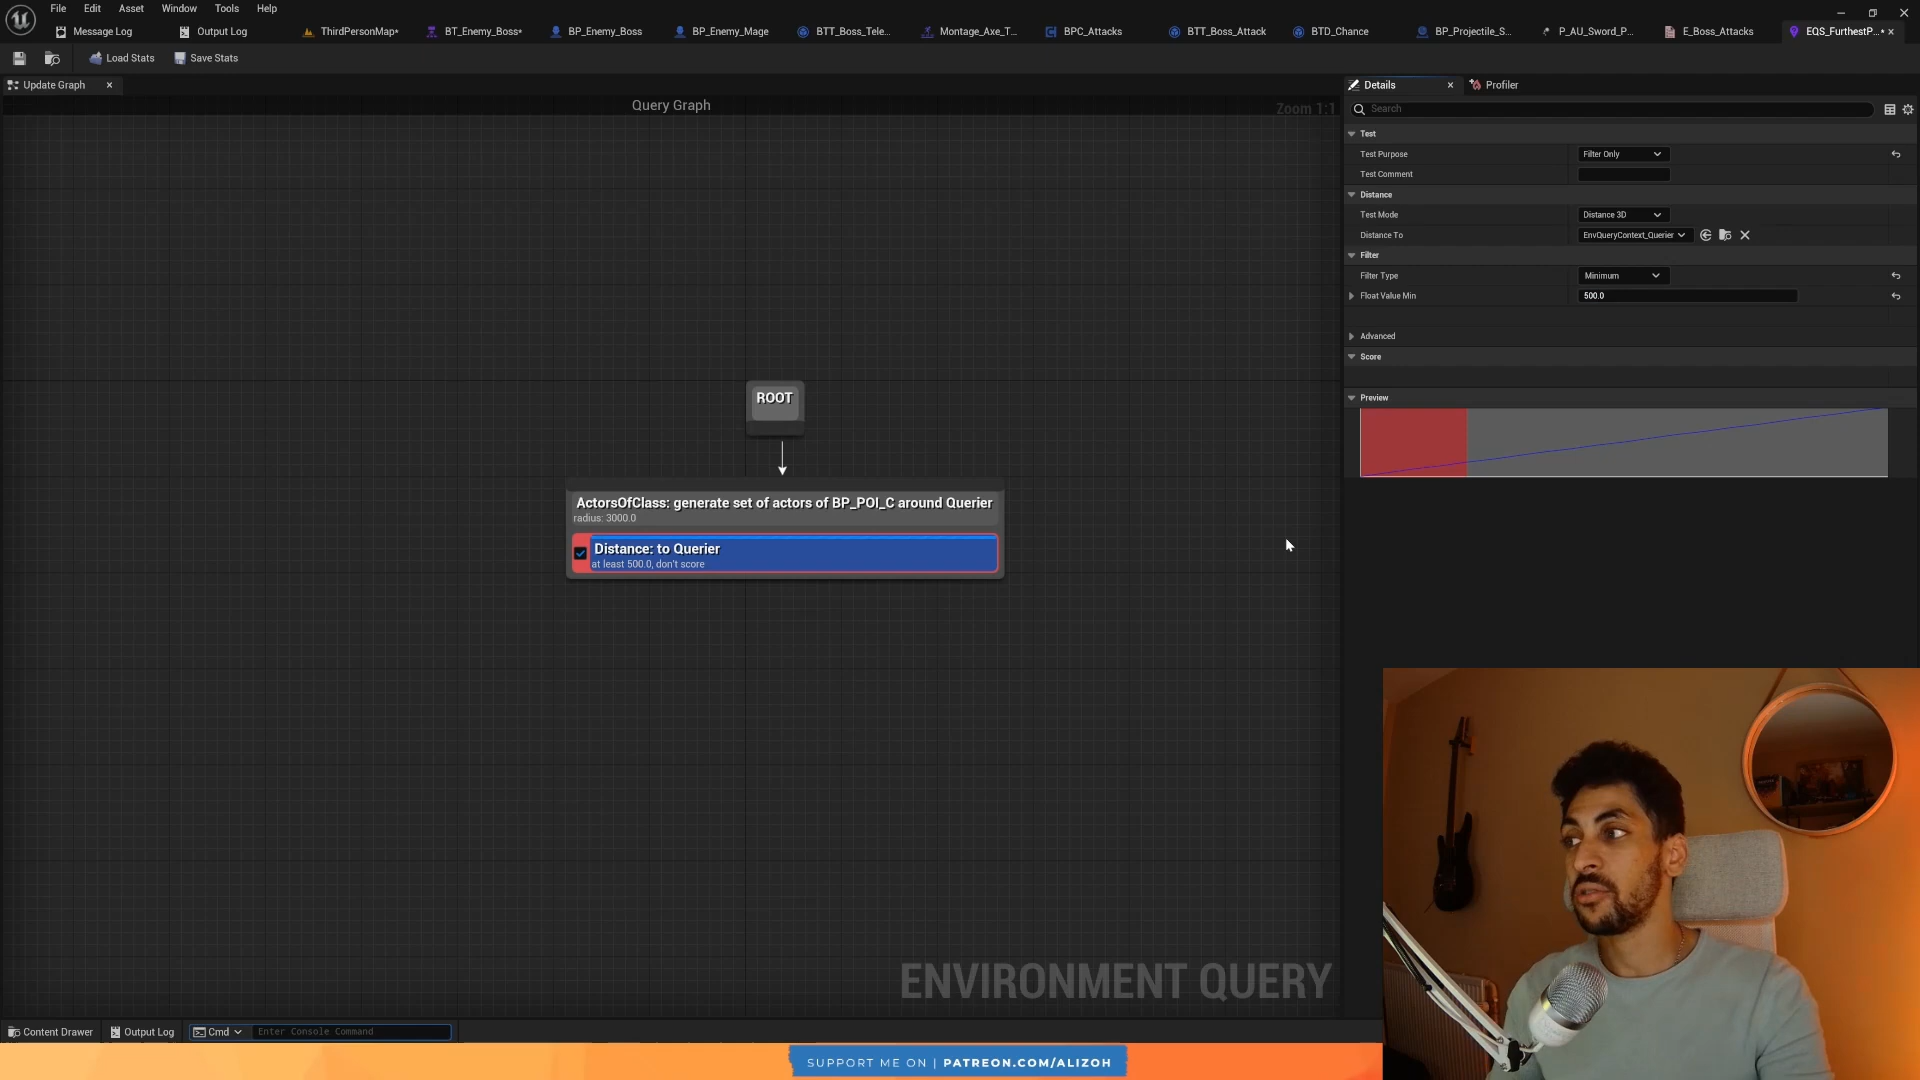 File Edit Asset Window Tools Help
Message Log Output Log ThirdPersonMap* BT_Enemy_Boss* BP_Enemy_Boss BP_Enemy_Mage BTT_Boss_Tele... Montage_Axe_T... BPC_Attacks BTT_Boss_Attack BTD_Chance BP_Projectile_S... P_AU_Sword_P... E_Boss_Attacks EQS_FurthestP...*
Load Stats Save Stats
Update Graph
Query Graph
Zoom 1:1
ROOT
ActorsOfClass: generate set of actors of BP_POI_C around Querier
radius: 3000.0
Distance: to Querier
at least 500.0, don't score
ENVIRONMENT QUERY
Details Profiler
Search
Test
Test Purpose Filter Only
Test Comment
Distance
Test Mode Distance 3D
Distance To EnvQueryContext_Querier
Filter
Filter Type Minimum
Float Value Min 500.0
Advanced
Score
Preview
Content Drawer Output Log Cmd Enter Console Command
SUPPORT ME ON | PATREON.COM/ALIZOH